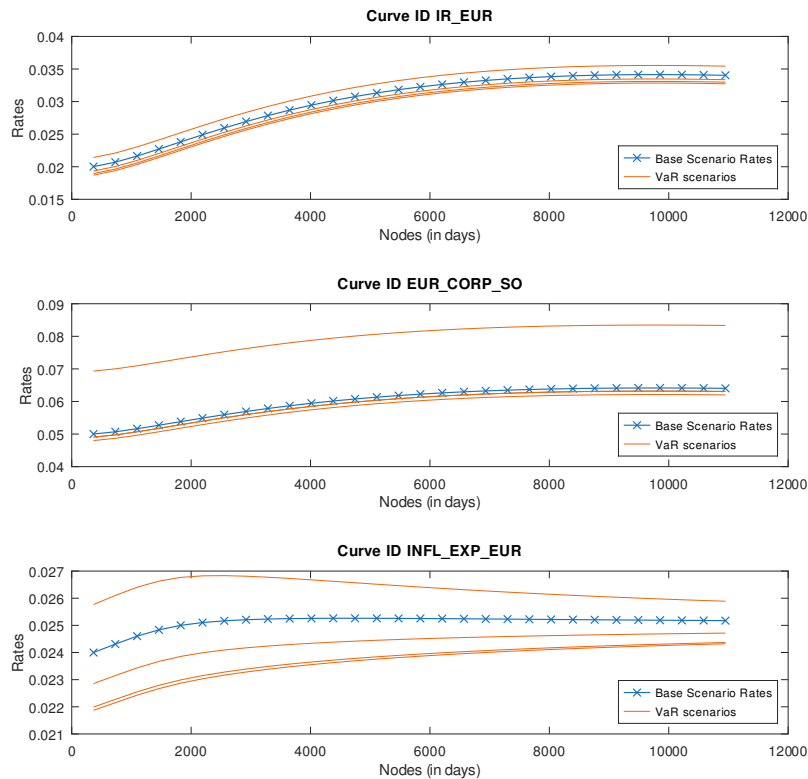 Curve ID IR_EUR
0.04
0.035
0.03
0.025
0.02
0.015
Rates
Base Scenario Rates
VaR scenarios
0 2000 4000 6000 8000 10000 12000
Nodes (in days)
Curve ID EUR_CORP_SO
0.09
0.08
0.07
0.06
0.05
0.04
Rates
Base Scenario Rates
VaR scenarios
0 2000 4000 6000 8000 10000 12000
Nodes (in days)
Curve ID INFL_EXP_EUR
0.027
0.026
0.025
0.024
0.023
0.022
0.021
Rates
Base Scenario Rates
VaR scenarios
0 2000 4000 6000 8000 10000 12000
Nodes (in days)